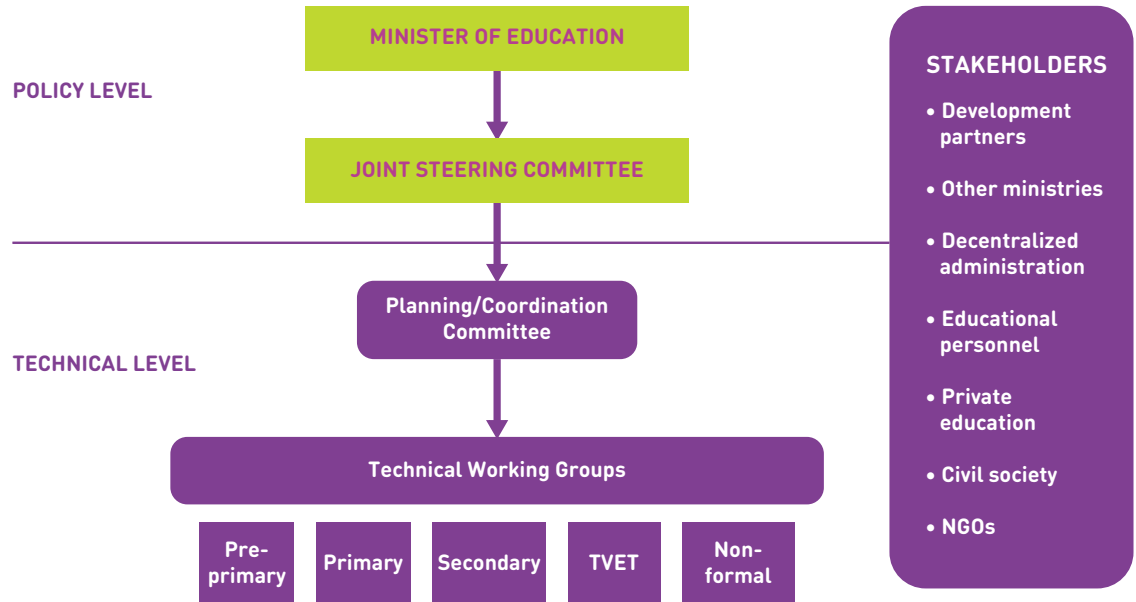 MINISTER OF EDUCATION
POLICY LEVEL
JOINT STEERING COMMITTEE
Planning/Coordination
Committee
TECHNICAL LEVEL
Technical Working Groups
Pre-
primary
Primary
Secondary
TVET
Non-
formal
STAKEHOLDERS
• Development
partners
• Other ministries
• Decentralized
administration
• Educational
personnel
• Private
education
• Civil society
• NGOs